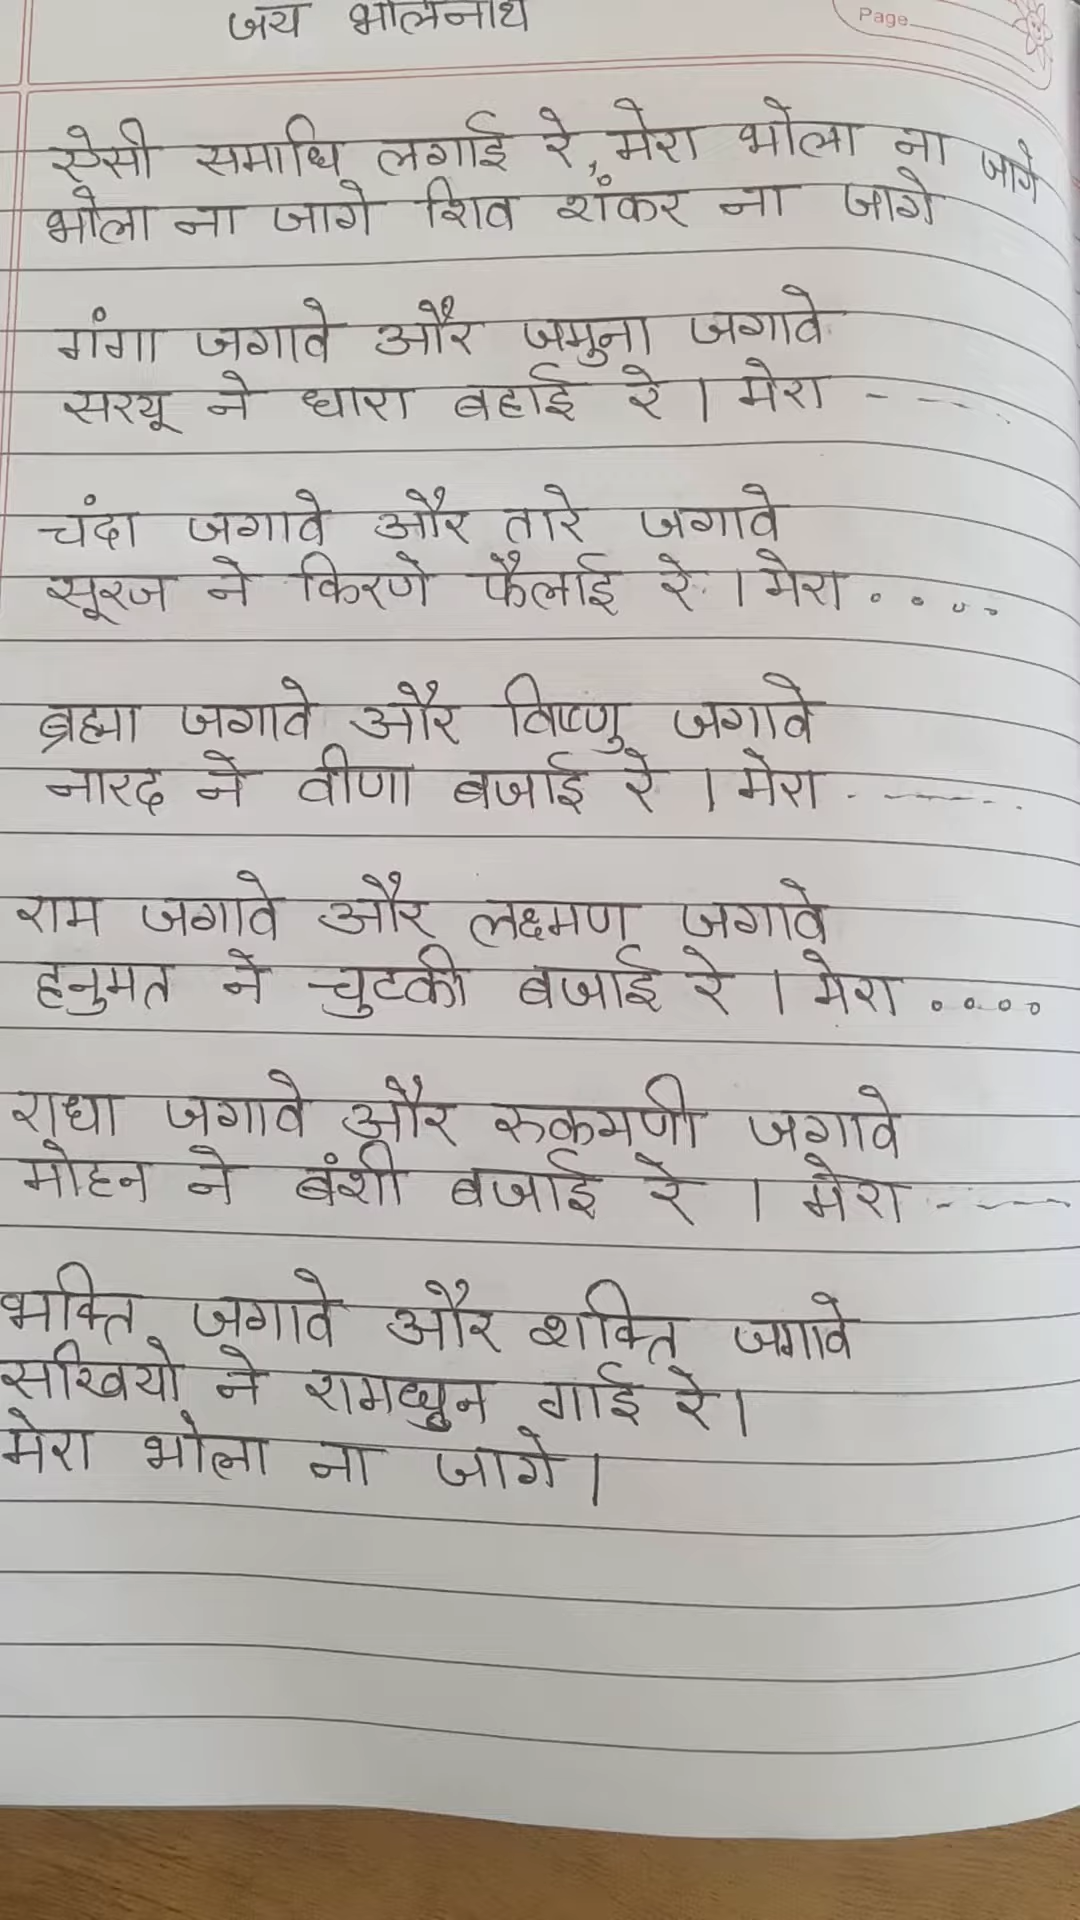 जय भोलेनाथ
Page
ऐसी समाधि लगाई रे, मेरा भोला ना जागे
भोला ना जागे शिव शंकर ना जागे
गंगा जगावे और जमुना जगावे
सरयू ने धारा बहाई रे । मेरा - - - - -
चंदा जगावे और तारे जगावे
सूरज ने किरणे फैलाई रे । मेरा . . . . .
ब्रह्मा जगावे और विष्णु जगावे
नारद ने वीणा बजाई रे । मेरा - - - - - -
राम जगावे और लक्ष्मण जगावे
हनुमत ने चुटकी बजाई रे । मेरा . . . . .
राधा जगावे और रुकमणी जगावे
मोहन ने बंशी बजाई रे । मेरा - - - - -
भक्ति जगावे और शक्ति जगावे
सखियो ने रामधुन गाई रे ।
मेरा भोला ना जागे ।